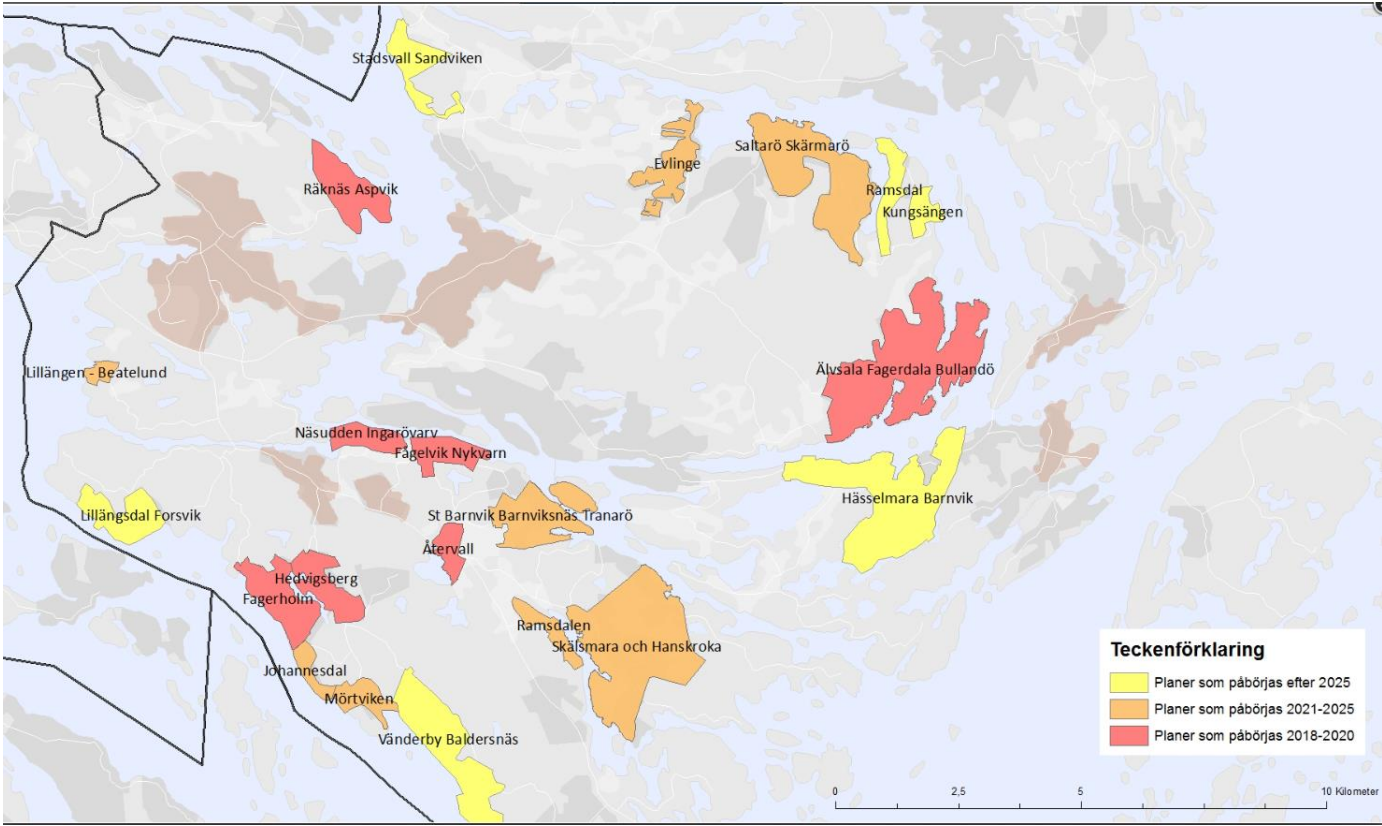 Stadsvall Sandviken
Evlinge
Saltarö Skärmarö
Räknäs Aspvik
Ramsdal
Kungsängen
Lillängen - Beatelund
Älvsala Fagerdala Bullandö
Näsudden Ingarövarv
Fågelvik Nykvarn
Hässelmara Barnvik
Lillängsdal Forsvik
St Barnvik Barnviksnäs Tranarö
Återvall
Hedvigsberg
Fagerholm
Ramsdalen
Skälsmara och Hanskroka
Johannesdal
Mörtviken
Vänderby Baldersnäs
Teckenförklaring
Planer som påbörjas efter 2025
Planer som påbörjas 2021-2025
Planer som påbörjas 2018-2020
0 2,5 5 10 Kilometer